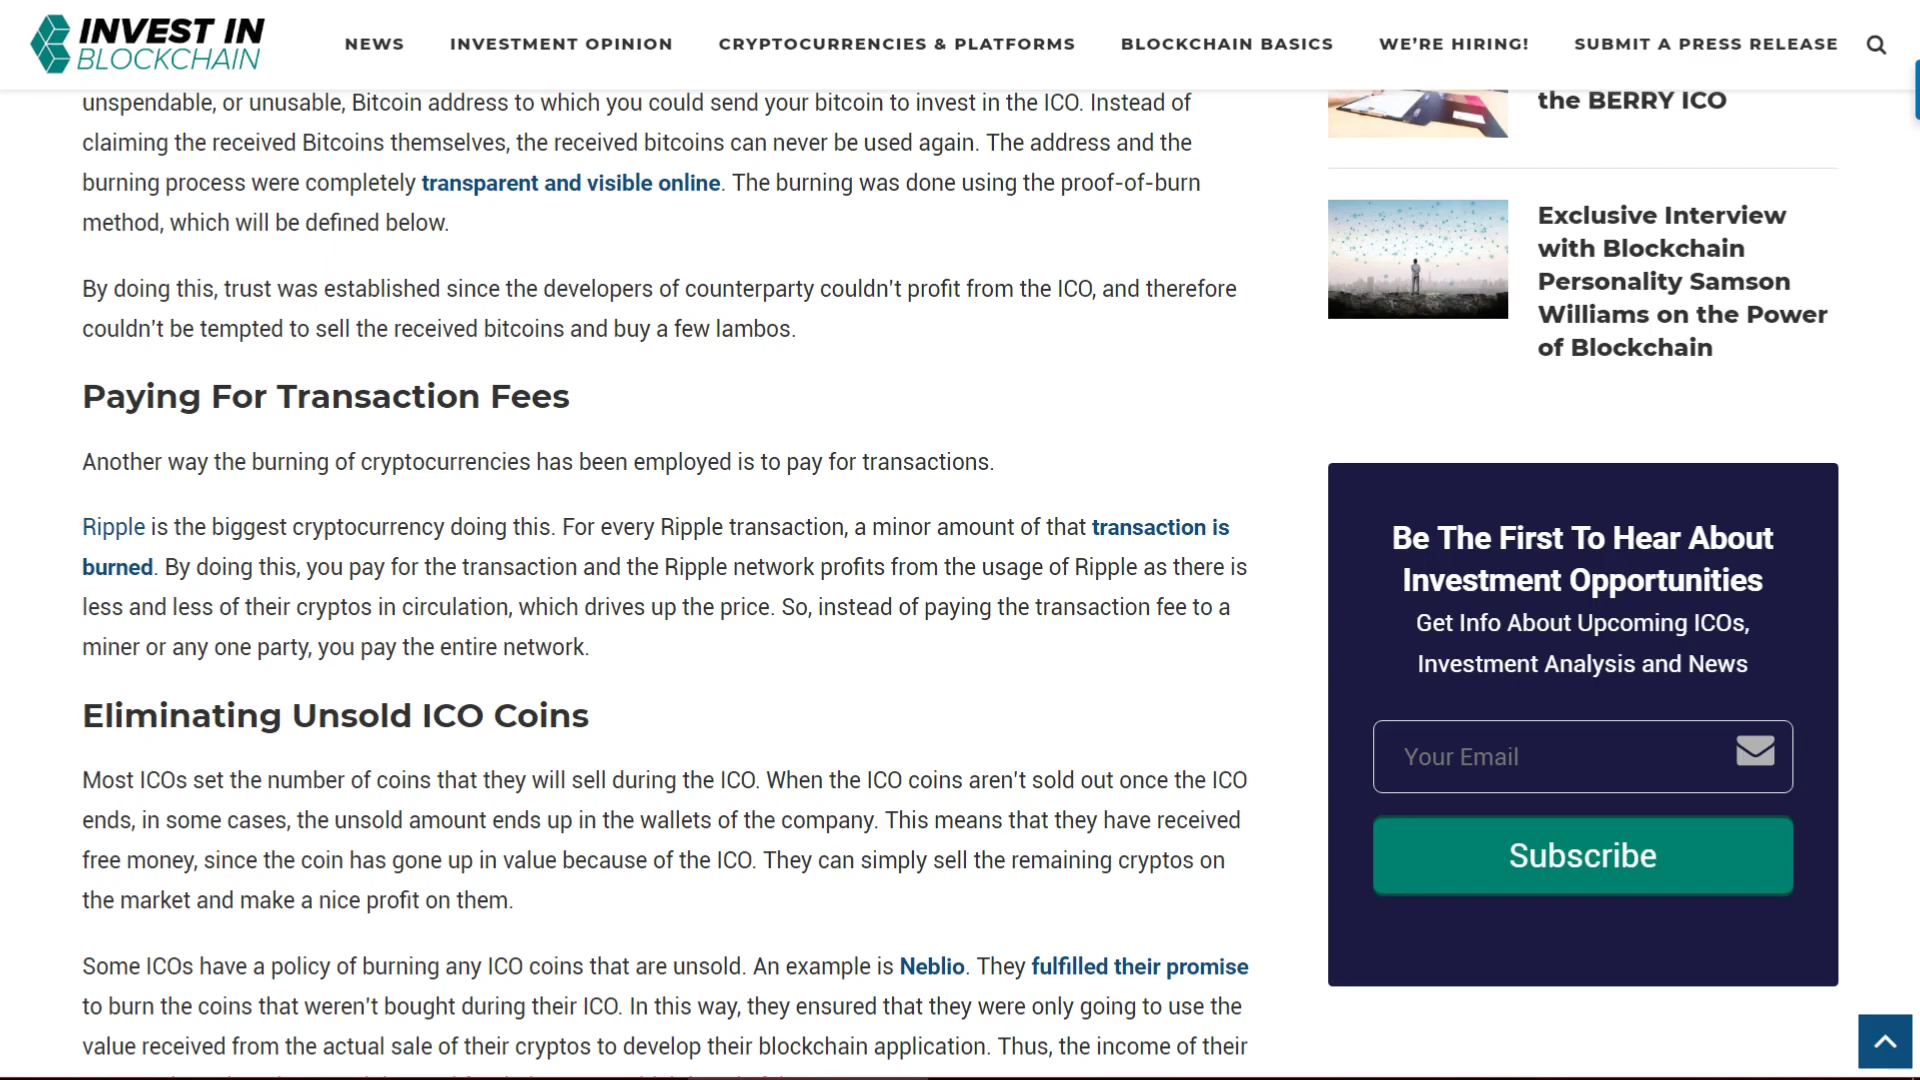 INVEST IN
BLOCKCHAIN
NEWS
INVESTMENT OPINION
CRYPTOCURRENCIES & PLATFORMS
BLOCKCHAIN BASICS
WE’RE HIRING!
SUBMIT A PRESS RELEASE
unspendable, or unusable, Bitcoin address to which you could send your bitcoin to invest in the ICO. Instead of
claiming the received Bitcoins themselves, the received bitcoins can never be used again. The address and the
burning process were completely transparent and visible online. The burning was done using the proof-of-burn
method, which will be defined below.
By doing this, trust was established since the developers of counterparty couldn’t profit from the ICO, and therefore
couldn’t be tempted to sell the received bitcoins and buy a few lambos.
Paying For Transaction Fees
Another way the burning of cryptocurrencies has been employed is to pay for transactions.
Ripple is the biggest cryptocurrency doing this. For every Ripple transaction, a minor amount of that transaction is
burned. By doing this, you pay for the transaction and the Ripple network profits from the usage of Ripple as there is
less and less of their cryptos in circulation, which drives up the price. So, instead of paying the transaction fee to a
miner or any one party, you pay the entire network.
Eliminating Unsold ICO Coins
Most ICOs set the number of coins that they will sell during the ICO. When the ICO coins aren’t sold out once the ICO
ends, in some cases, the unsold amount ends up in the wallets of the company. This means that they have received
free money, since the coin has gone up in value because of the ICO. They can simply sell the remaining cryptos on
the market and make a nice profit on them.
Some ICOs have a policy of burning any ICO coins that are unsold. An example is Neblio. They fulfilled their promise
to burn the coins that weren’t bought during their ICO. In this way, they ensured that they were only going to use the
value received from the actual sale of their cryptos to develop their blockchain application. Thus, the income of their
the BERRY ICO
Exclusive Interview
with Blockchain
Personality Samson
Williams on the Power
of Blockchain
Be The First To Hear About
Investment Opportunities
Get Info About Upcoming ICOs,
Investment Analysis and News
Your Email
Subscribe